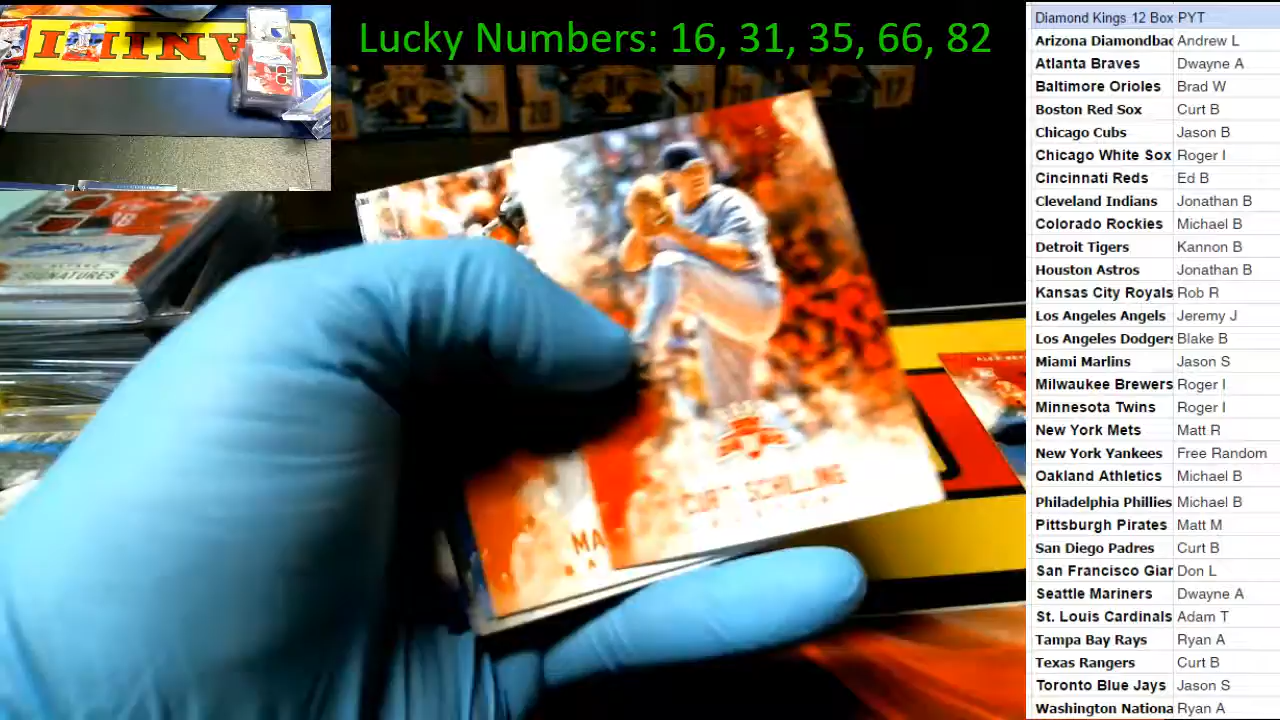 Lucky Numbers: 16, 31, 35, 66, 82
Diamond Kings 12 Box PYT
Arizona Diamondbac Andrew L
Atlanta Braves Dwayne A
Baltimore Orioles Brad W
Boston Red Sox Curt B
Chicago Cubs Jason B
Chicago White Sox Roger I
Cincinnati Reds Ed B
Cleveland Indians Jonathan B
Colorado Rockies Michael B
Detroit Tigers Kannon B
Houston Astros Jonathan B
Kansas City Royals Rob R
Los Angeles Angels Jeremy J
Los Angeles Dodgers Blake B
Miami Marlins Jason S
Milwaukee Brewers Roger I
Minnesota Twins Roger I
New York Mets Matt R
New York Yankees Free Random
Oakland Athletics Michael B
Philadelphia Phillies Michael B
Pittsburgh Pirates Matt M
San Diego Padres Curt B
San Francisco Gian Don L
Seattle Mariners Dwayne A
St. Louis Cardinals Adam T
Tampa Bay Rays Ryan A
Texas Rangers Curt B
Toronto Blue Jays Jason S
Washington Nationa Ryan A
PANINI
SIGNATURES
CURT SCHILLING
MA